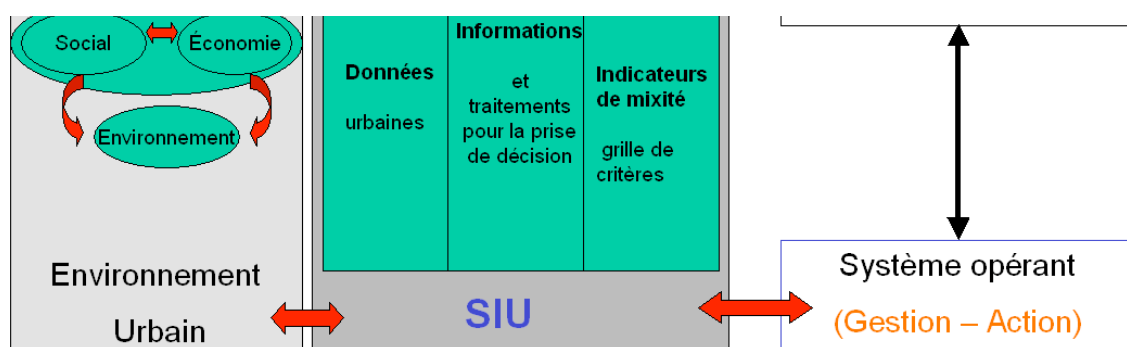 Social
Économie
Environnement
Environnement
Urbain
Données
urbaines
Informations
et
traitements
pour la prise
de décision
Indicateurs
de mixité
grille de
critères
SIU
Système opérant
(Gestion – Action)